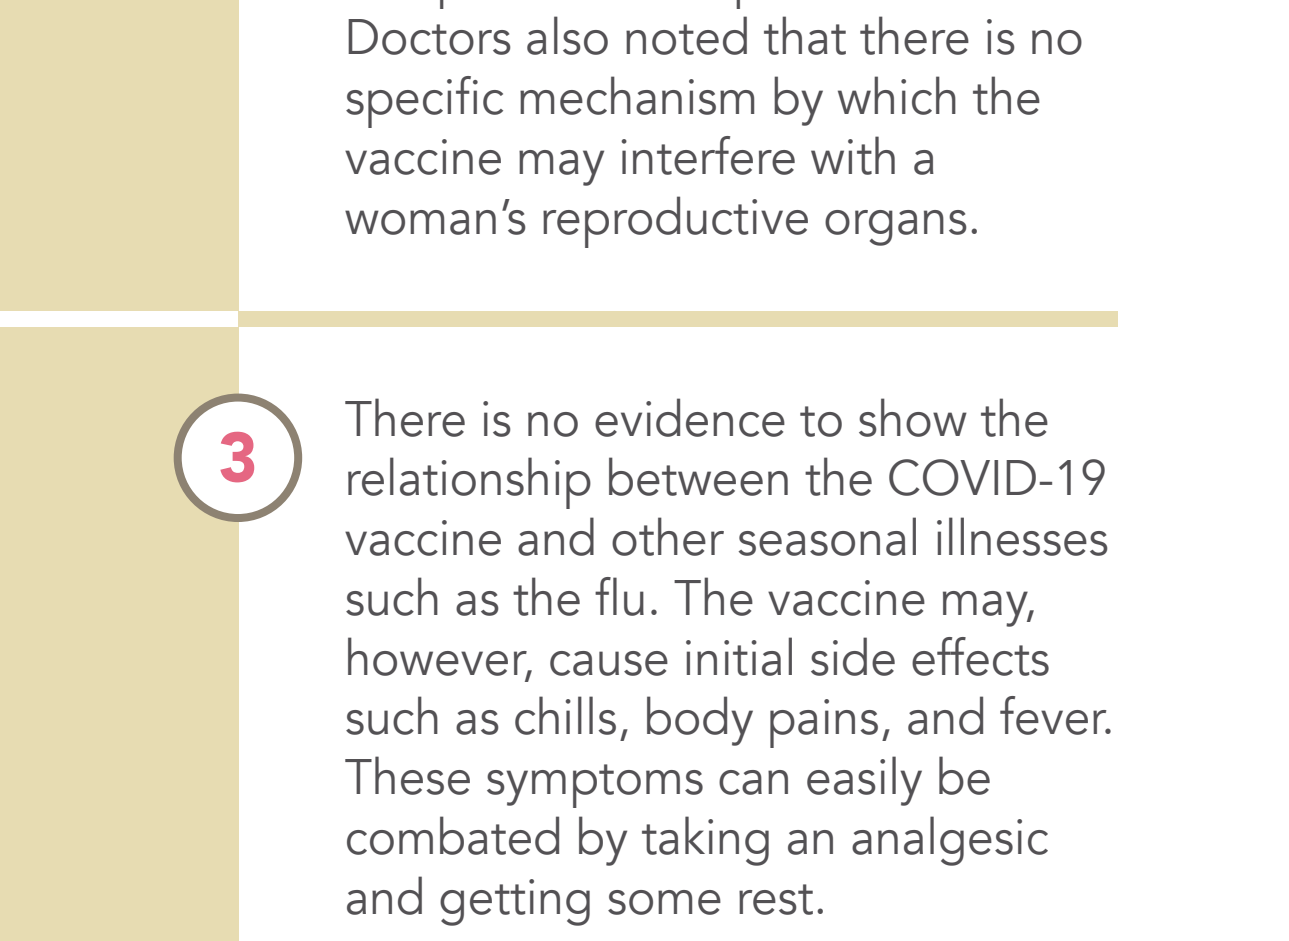 Doctors also noted that there is no
specific mechanism by which the
vaccine may interfere with a
woman’s reproductive organs.
3
There is no evidence to show the
relationship between the COVID-19
vaccine and other seasonal illnesses
such as the flu. The vaccine may,
however, cause initial side effects
such as chills, body pains, and fever.
These symptoms can easily be
combated by taking an analgesic
and getting some rest.